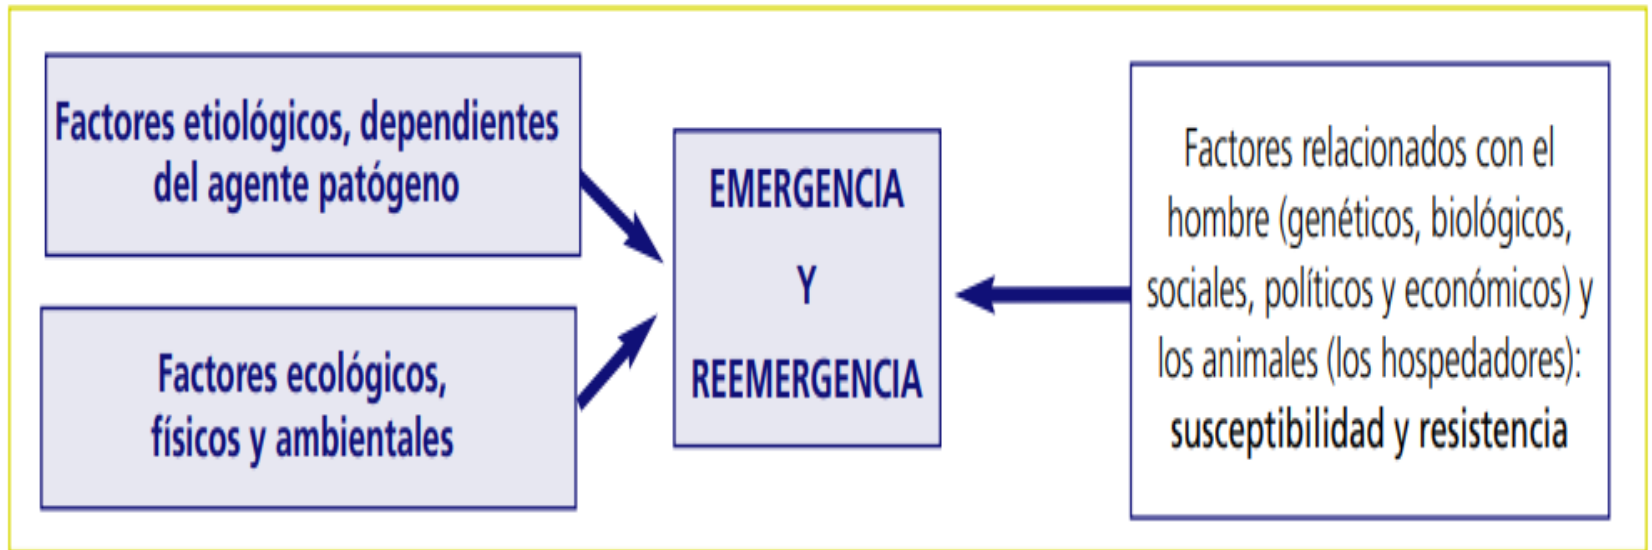 Factores etiológicos, dependientes
del agente patógeno
Factores ecológicos,
físicos y ambientales
EMERGENCIA
Y
REEMERGENCIA
Factores relacionados con el
hombre (genéticos, biológicos,
sociales, políticos y económicos) y
los animales (los hospedadores):
susceptibilidad y resistencia